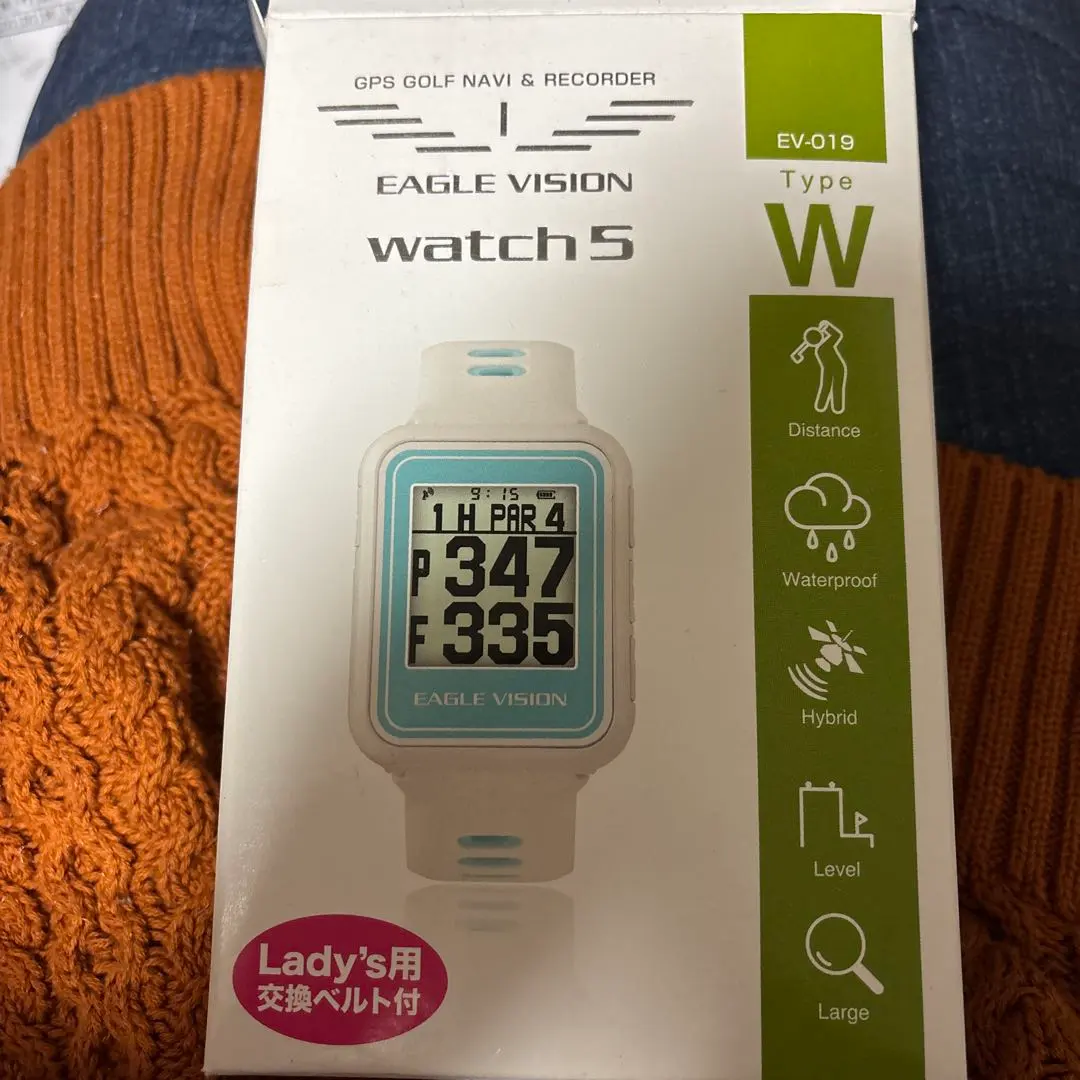 GPS GOLF NAVI & RECORDER
EAGLE VISION
watch5
EV-019
Type
W
Distance
Waterproof
Hybrid
Level
Large
9:15
1H PAR 4
P 347
F 335
EAGLE VISION
Lady's用
交換ベルト付